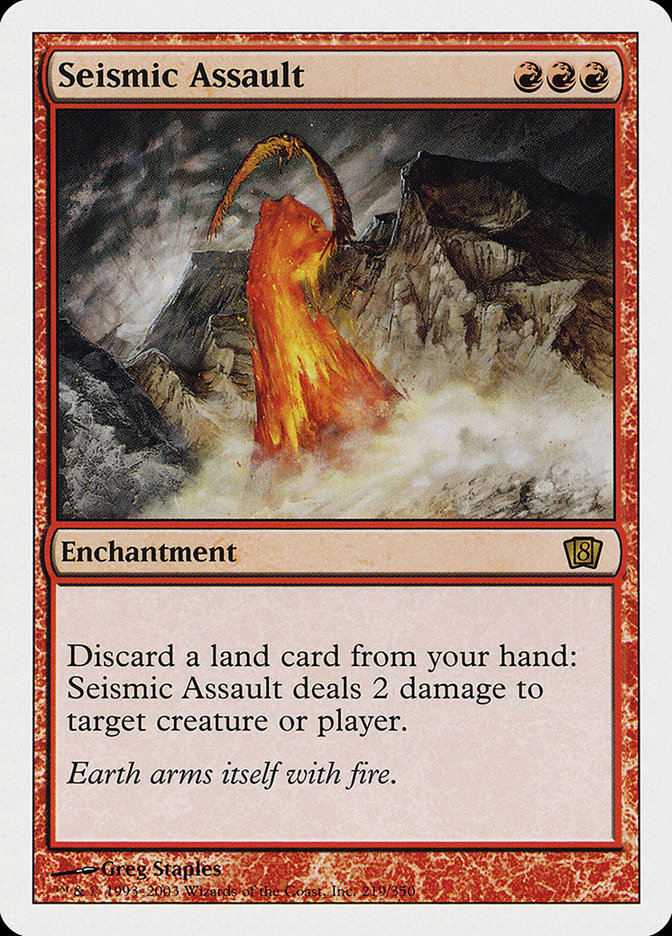 Seismic Assault
Enchantment
8
Discard a land card from your hand:
Seismic Assault deals 2 damage to
target creature or player.
Earth arms itself with fire.
Greg Staples
™ & © 1993–2003 Wizards of the Coast, Inc. 219/350